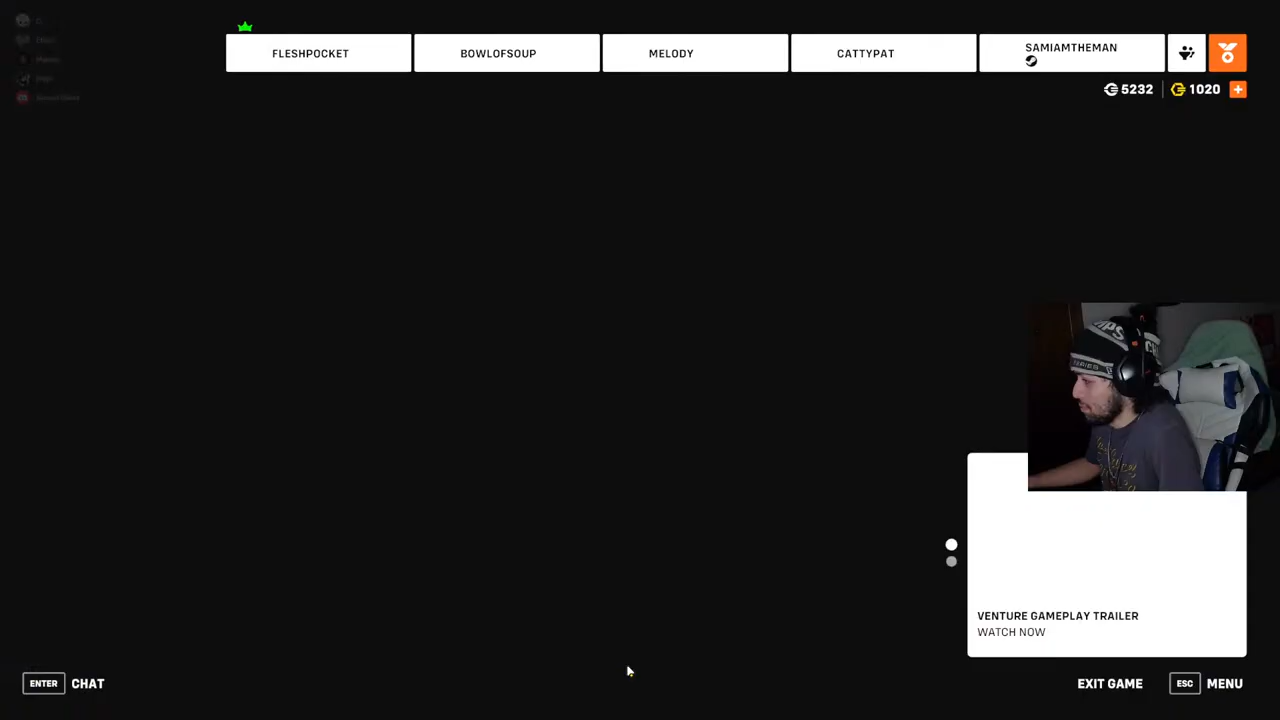 FLESHPOCKET
BOWLOFSOUP
MELODY
CATTYPAT
SAMIAMTHEMAN
5232
1020
VENTURE GAMEPLAY TRAILER
WATCH NOW
ENTER CHAT
EXIT GAME
ESC MENU